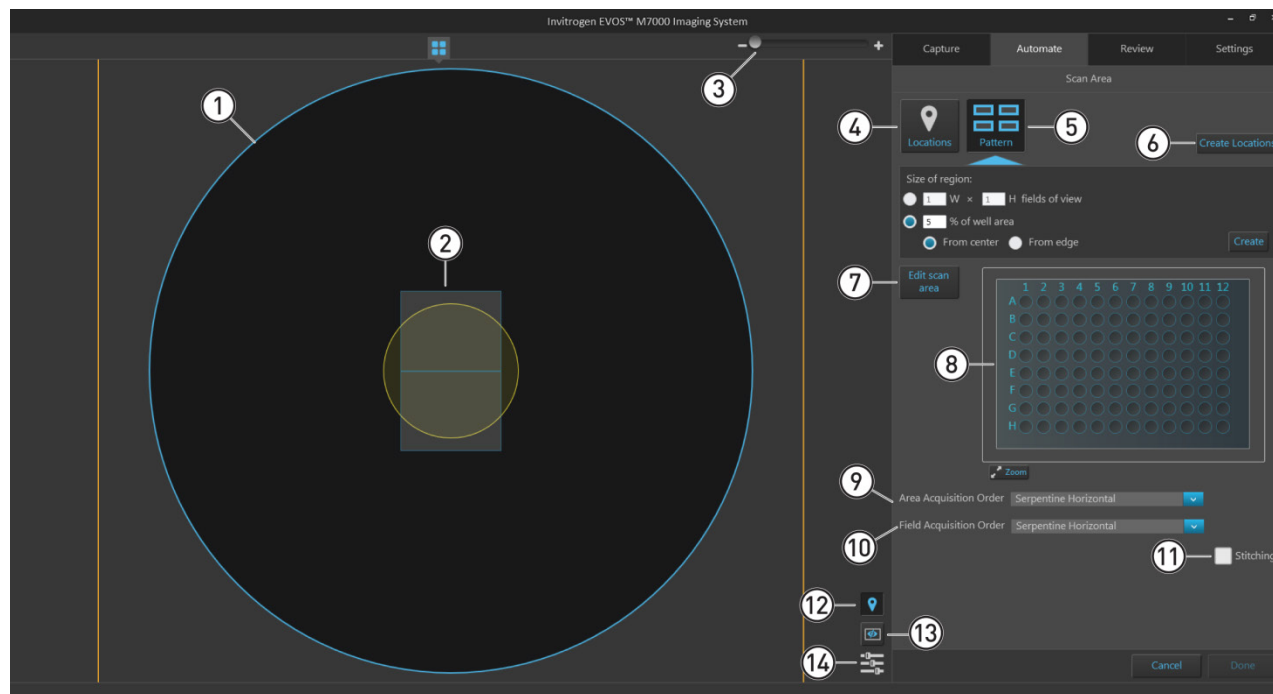 Invitrogen EVOS™ M7000 Imaging System
Capture Automate Review Settings
Scan Area
1
2
3
4
5
6
Locations
Pattern
Create Locations
Size of region:
1 W × 1 H fields of view
5 % of well area
From center From edge
Create
7
Edit scan
area
8
1 2 3 4 5 6 7 8 9 10 11 12
A
B
C
D
E
F
G
H
Zoom
9
Area Acquisition Order Serpentine Horizontal
10
Field Acquisition Order Serpentine Horizontal
11
Stitching
12
13
14
Cancel Done